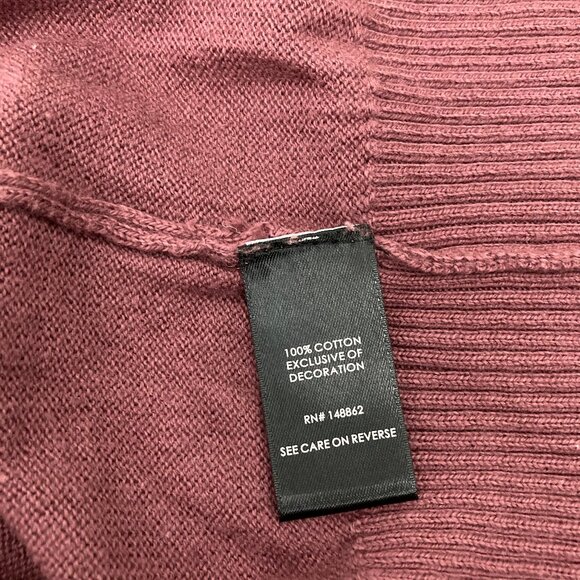 100% COTTON
EXCLUSIVE OF
DECORATION
RN# 148862
SEE CARE ON REVERSE